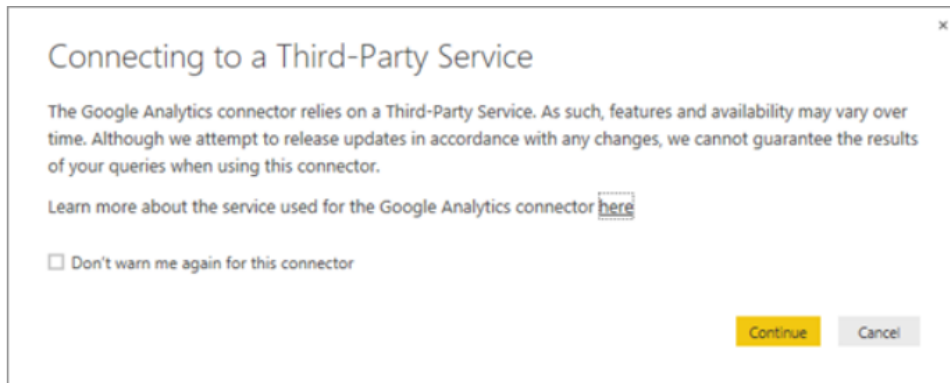 ×
Connecting to a Third-Party Service
The Google Analytics connector relies on a Third-Party Service. As such, features and availability may vary over
time. Although we attempt to release updates in accordance with any changes, we cannot guarantee the results
of your queries when using this connector.
Learn more about the service used for the Google Analytics connector here
Don't warn me again for this connector
Continue Cancel